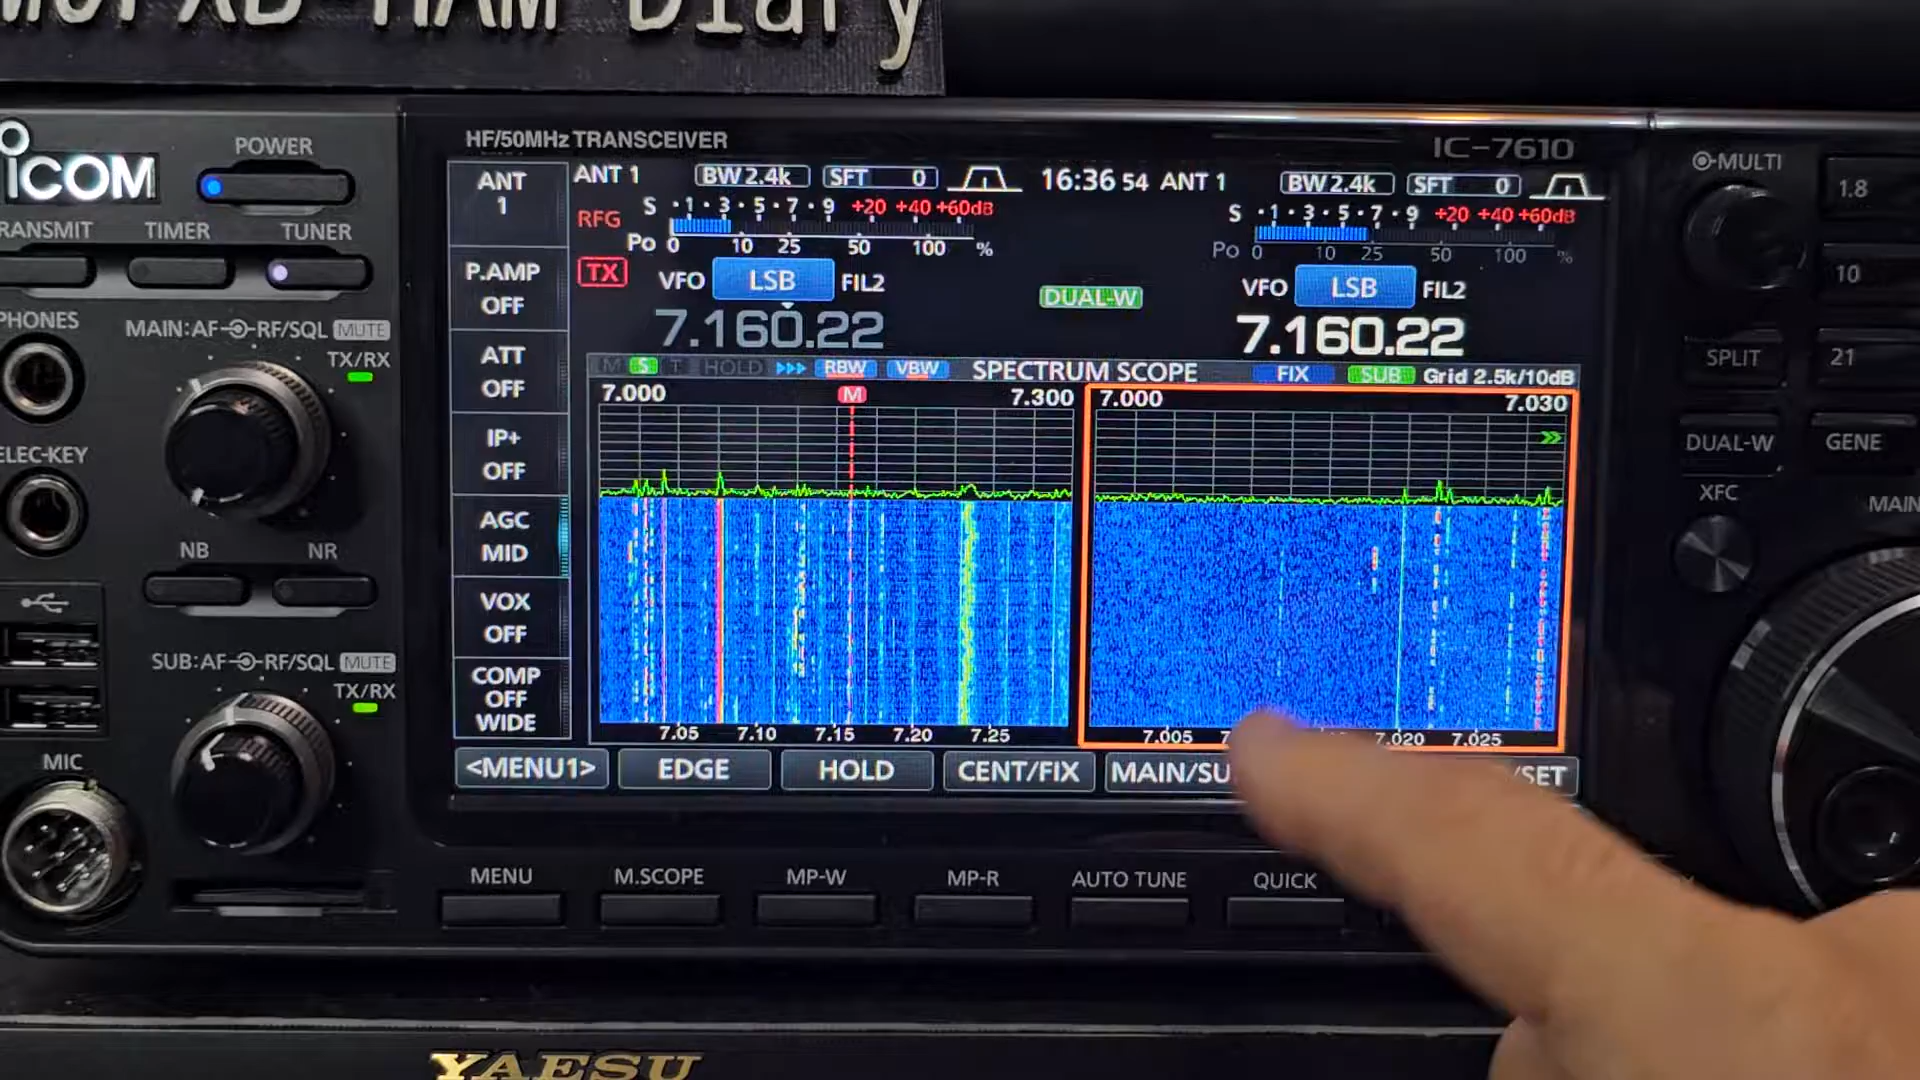 HAM Diary
ICOM
POWER
TIMER
TUNER
PHONES
MAIN:AF RF/SQL MUTE
TX/RX
ELEC-KEY
NB
NR
SUB:AF RF/SQL MUTE
TX/RX
MIC
HF/50MHz TRANSCEIVER
IC-7610
ANT
1
P.AMP
OFF
ATT
OFF
IP+
OFF
AGC
MID
VOX
OFF
COMP
OFF
WIDE
ANT 1
BW 2.4k
SFT 0
16:36 54
ANT 1
BW 2.4k
SFT 0
RFG
S ·1·3·5·7·9 +20 +40 +60dB
Po 0 10 25 50 100 %
S ·1·3·5·7·9 +20 +40 +60dB
Po 0 10 25 50 100 %
TX
VFO
LSB
FIL2
DUAL-W
VFO
LSB
FIL2
7.160.22
7.160.22
M S T HOLD
RBW
VBW
SPECTRUM SCOPE
FIX
SUB
Grid 2.5k/10dB
7.000
M
7.300
7.000
7.030
7.05 7.10 7.15 7.20 7.25
7.005
7.020 7.025
<MENU1>
EDGE
HOLD
CENT/FIX
MENU
M.SCOPE
MP-W
MP-R
AUTO TUNE
QUICK
MULTI
1.8
10
SPLIT
21
DUAL-W
GENE
XFC
MAIN
YAESU